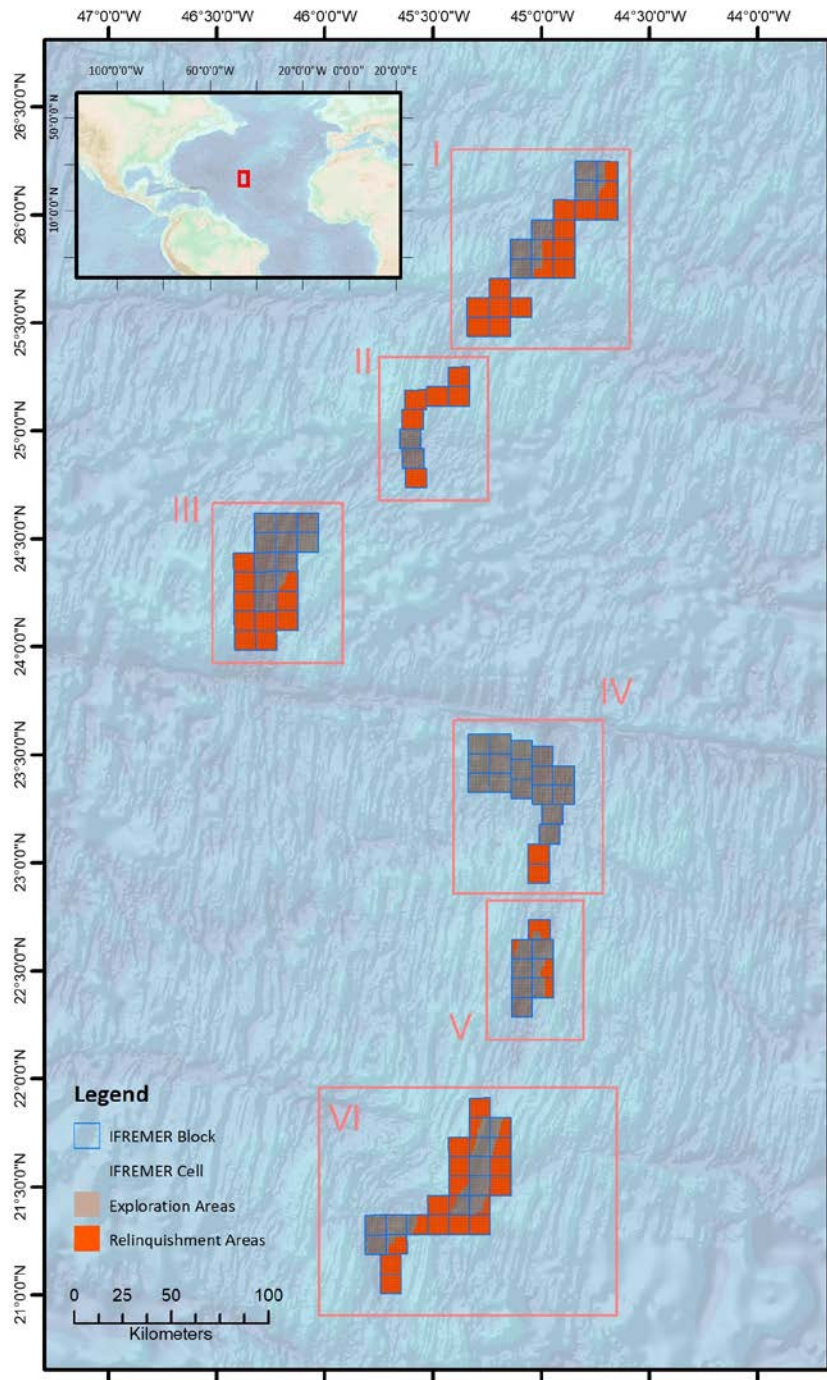 47°0'0"W 46°30'0"W 46°0'0"W 45°30'0"W 45°0'0"W 44°30'0"W 44°0'0"W
100°0'0"W 60°0'0"W 20°0'0"W 0°0'0"E 20°0'0"E
50°0'0"N
10°0'0"N
26°30'0"N
26°0'0"N
25°30'0"N
25°0'0"N
24°30'0"N
24°0'0"N
23°30'0"N
23°0'0"N
22°30'0"N
22°0'0"N
21°30'0"N
21°0'0"N
I
II
III
IV
V
VI
Legend
IFREMER Block
IFREMER Cell
Exploration Areas
Relinquishment Areas
0 25 50 100
Kilometers